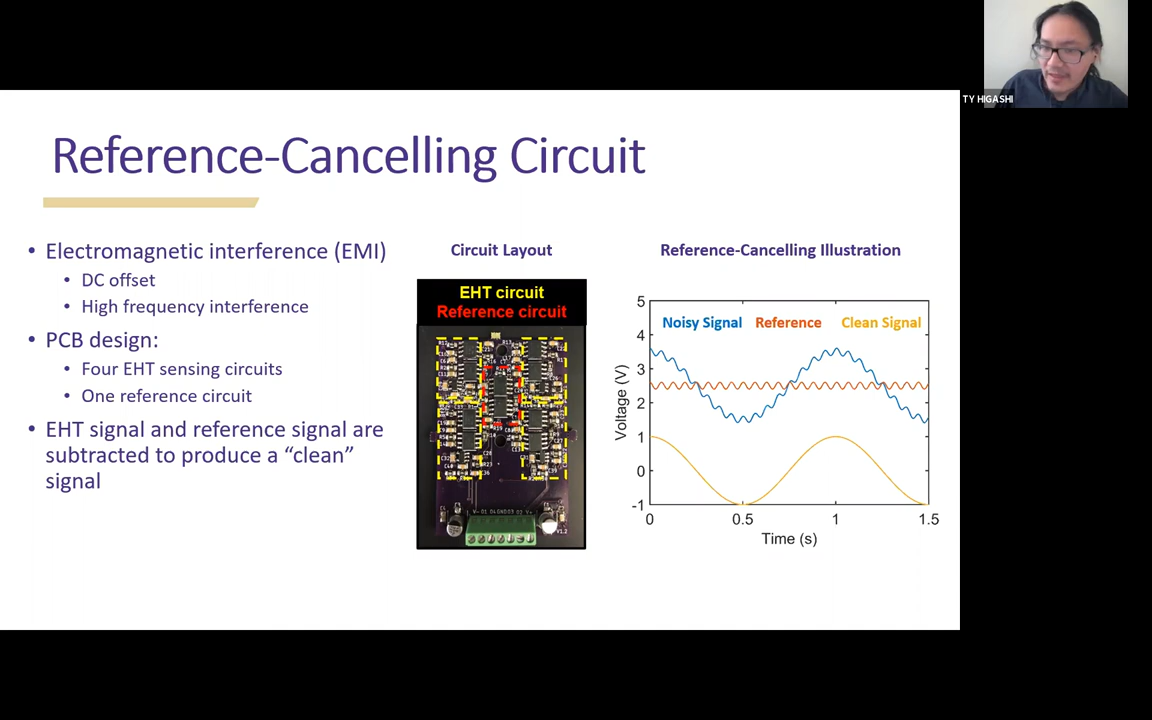 TY HIGASHI
Reference-Cancelling Circuit
• Electromagnetic interference (EMI)
• DC offset
• High frequency interference
• PCB design:
• Four EHT sensing circuits
• One reference circuit
• EHT signal and reference signal are
subtracted to produce a “clean”
signal
Circuit Layout
EHT circuit
Reference circuit
Reference-Cancelling Illustration
Noisy Signal Reference Clean Signal
Voltage (V)
5
4
3
2
1
0
-1
0 0.5 1 1.5
Time (s)